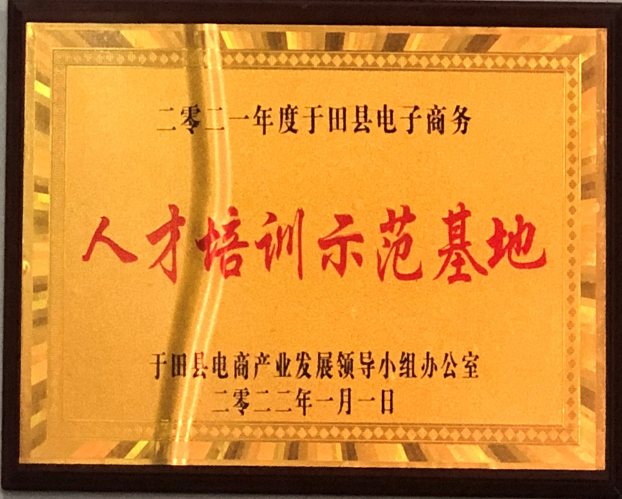 二零二一年度于田县电子商务
人才培训示范基地
于田县电商产业发展领导小组办公室
二零二二年一月一日